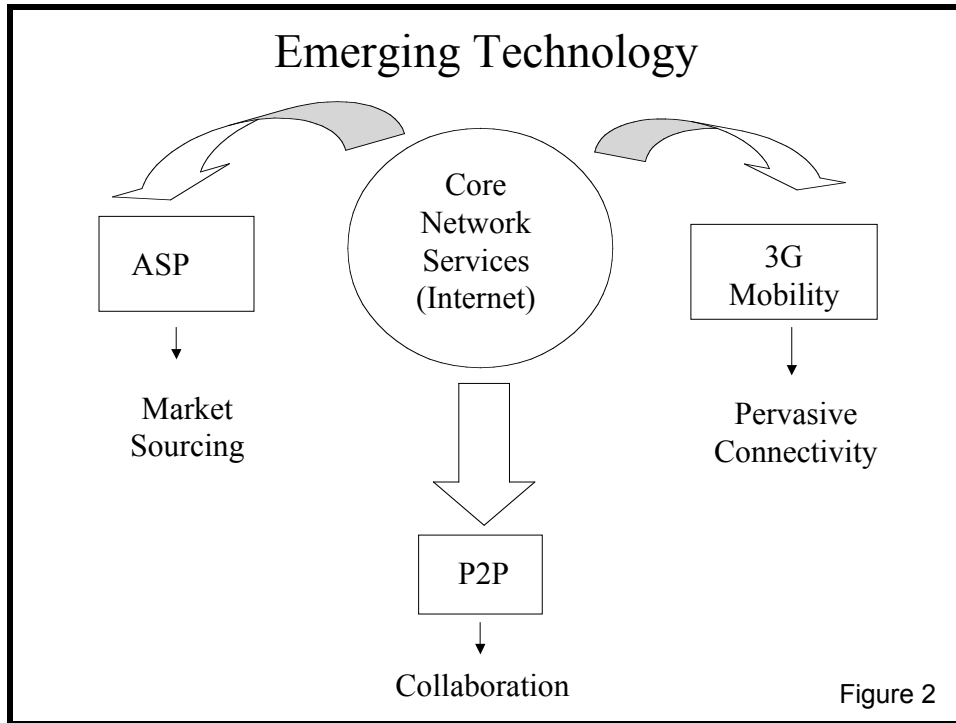 Emerging Technology
Core
Network
Services
(Internet)
ASP
3G
Mobility
Market
Sourcing
Pervasive
Connectivity
P2P
Collaboration
Figure 2